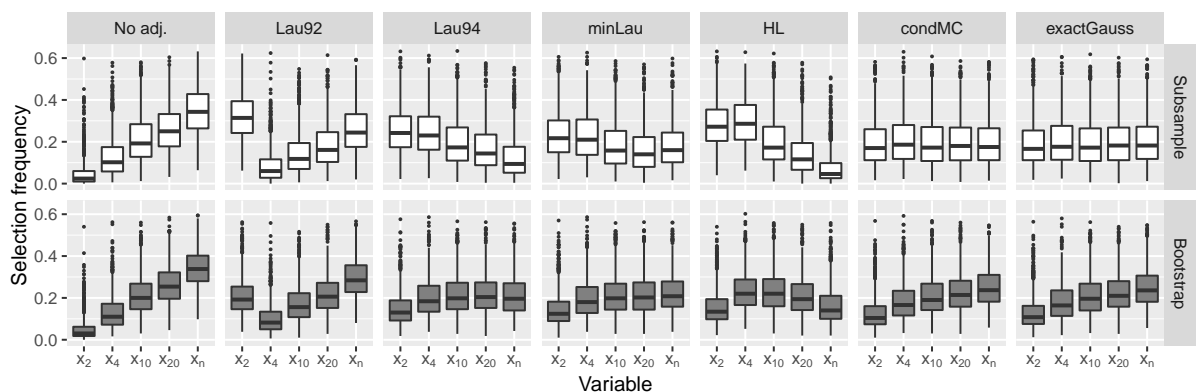 No adj. Lau92 Lau94 minLau HL condMC exactGauss
0.6
0.4
0.2
0.0
Subsample
0.6
0.4
0.2
0.0
Bootstrap
Selection frequency
x2 x4 x10 x20 xn x2 x4 x10 x20 xn x2 x4 x10 x20 xn x2 x4 x10 x20 xn x2 x4 x10 x20 xn x2 x4 x10 x20 xn x2 x4 x10 x20 xn
Variable